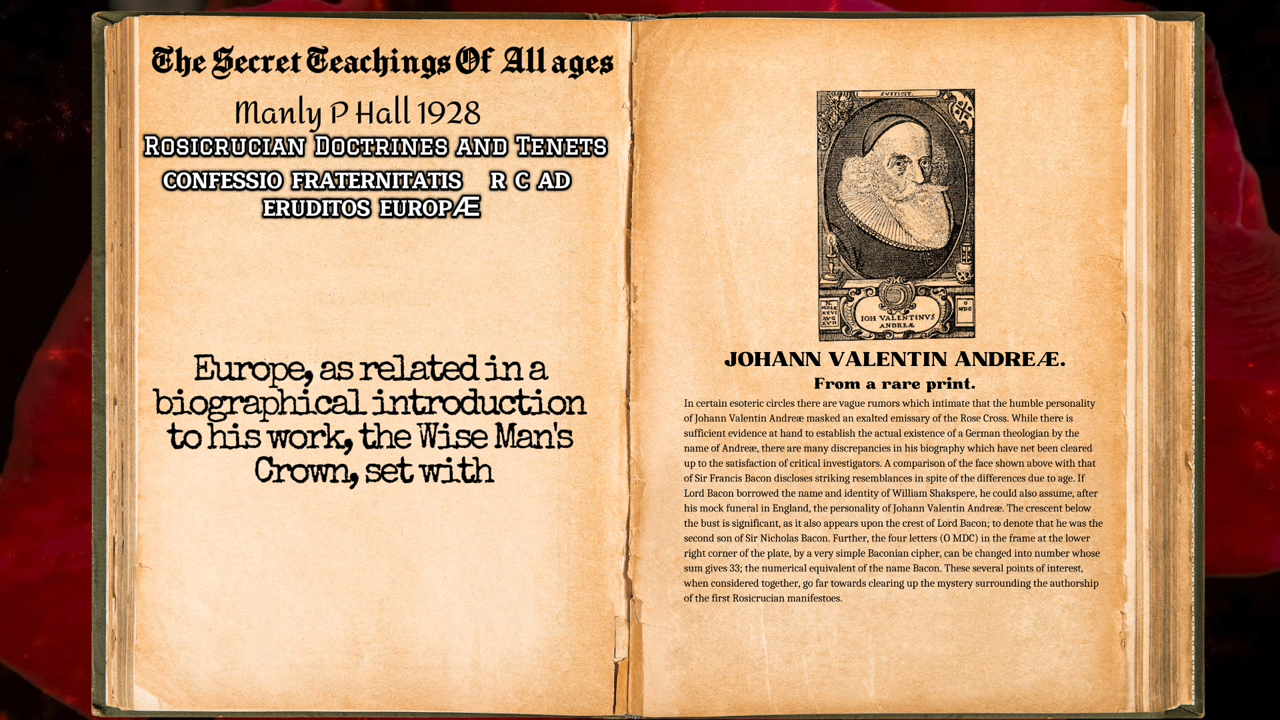 The Secret Teachings Of All ages
Manly P Hall 1928
Rosicrucian Doctrines and Tenets
CONFESSIO FRATERNITATIS R C AD
ERUDITOS EUROPÆ
Europe, as related in a
biographical introduction
to his work, the Wise Man's
Crown, set with
IOH VALENTINVS
ANDREÆ
O
MDC
JOHANN VALENTIN ANDREÆ.
From a rare print.
In certain esoteric circles there are vague rumors which intimate that the humble personality
of Johann Valentin Andreæ masked an exalted emissary of the Rose Cross. While there is
sufficient evidence at hand to establish the actual existence of a German theologian by the
name of Andreæ, there are many discrepancies in his biography which have not been cleared
up to the satisfaction of critical investigators. A comparison of the face shown above with that
of Sir Francis Bacon discloses striking resemblances in spite of the differences due to age. If
Lord Bacon borrowed the name and identity of William Shakspere, he could also assume, after
his mock funeral in England, the personality of Johann Valentin Andreæ. The crescent below
the bust is significant, as it also appears upon the crest of Lord Bacon; to denote that he was the
second son of Sir Nicholas Bacon. Further, the four letters (O MDC) in the frame at the lower
right corner of the plate, by a very simple Baconian cipher, can be changed into number whose
sum gives 33; the numerical equivalent of the name Bacon. These several points of interest,
when considered together, go far towards clearing up the mystery surrounding the authorship
of the first Rosicrucian manifestoes.